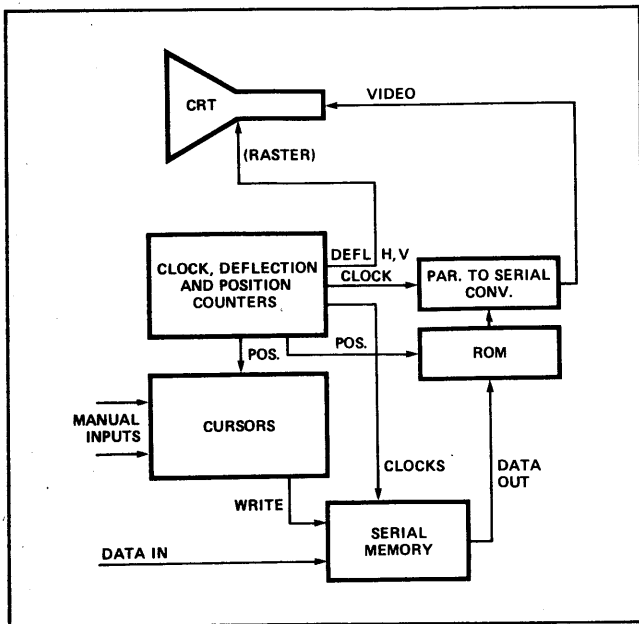 CRT
VIDEO
(RASTER)
DEFL H, V
CLOCK, DEFLECTION
AND POSITION
COUNTERS
CLOCK
PAR. TO SERIAL
CONV.
POS.
POS.
ROM
MANUAL
INPUTS
CURSORS
CLOCKS
DATA
OUT
WRITE
SERIAL
MEMORY
DATA IN